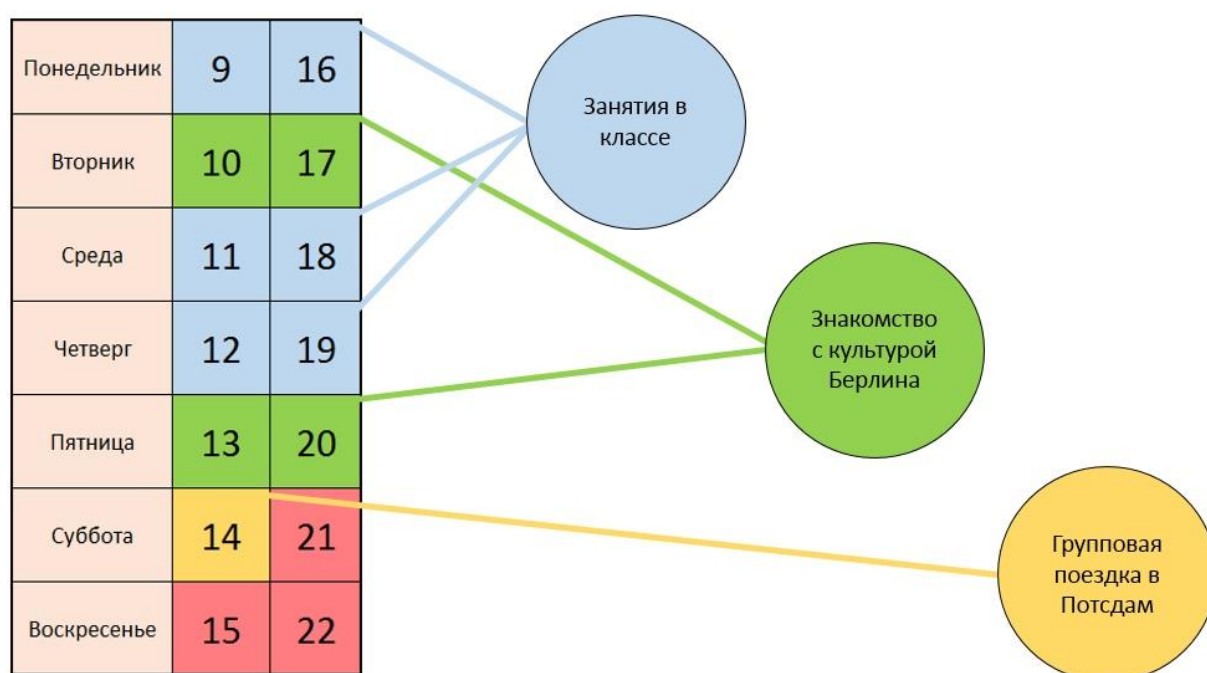 Понедельник 9 16
Вторник 10 17
Среда 11 18
Четверг 12 19
Пятница 13 20
Суббота 14 21
Воскресенье 15 22
Занятия в
классе
Знакомство
с культурой
Берлина
Групповая
поездка в
Потсдам